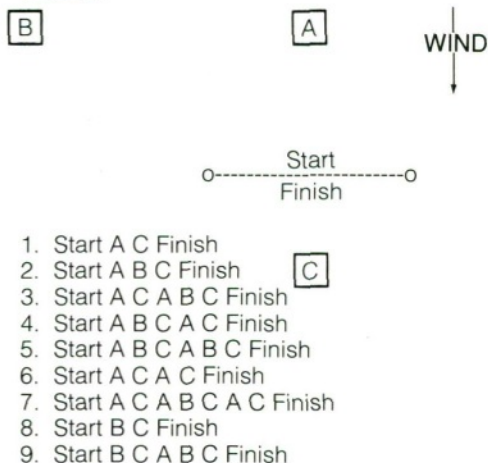 B
A
WIND
Start
o--------------------o
Finish
1. Start A C Finish
2. Start A B C Finish
C
3. Start A C A B C Finish
4. Start A B C A C Finish
5. Start A B C A B C Finish
6. Start A C A C Finish
7. Start A C A B C A C Finish
8. Start B C Finish
9. Start B C A B C Finish